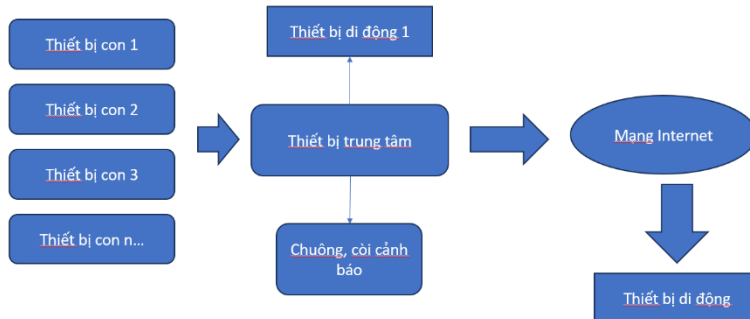 Thiết bị con 1
Thiết bị con 2
Thiết bị con 3
Thiết bị con n...
Thiết bị di động 1
Thiết bị trung tâm
Chuông, còi cảnh
báo
Mạng Internet
Thiết bị di động